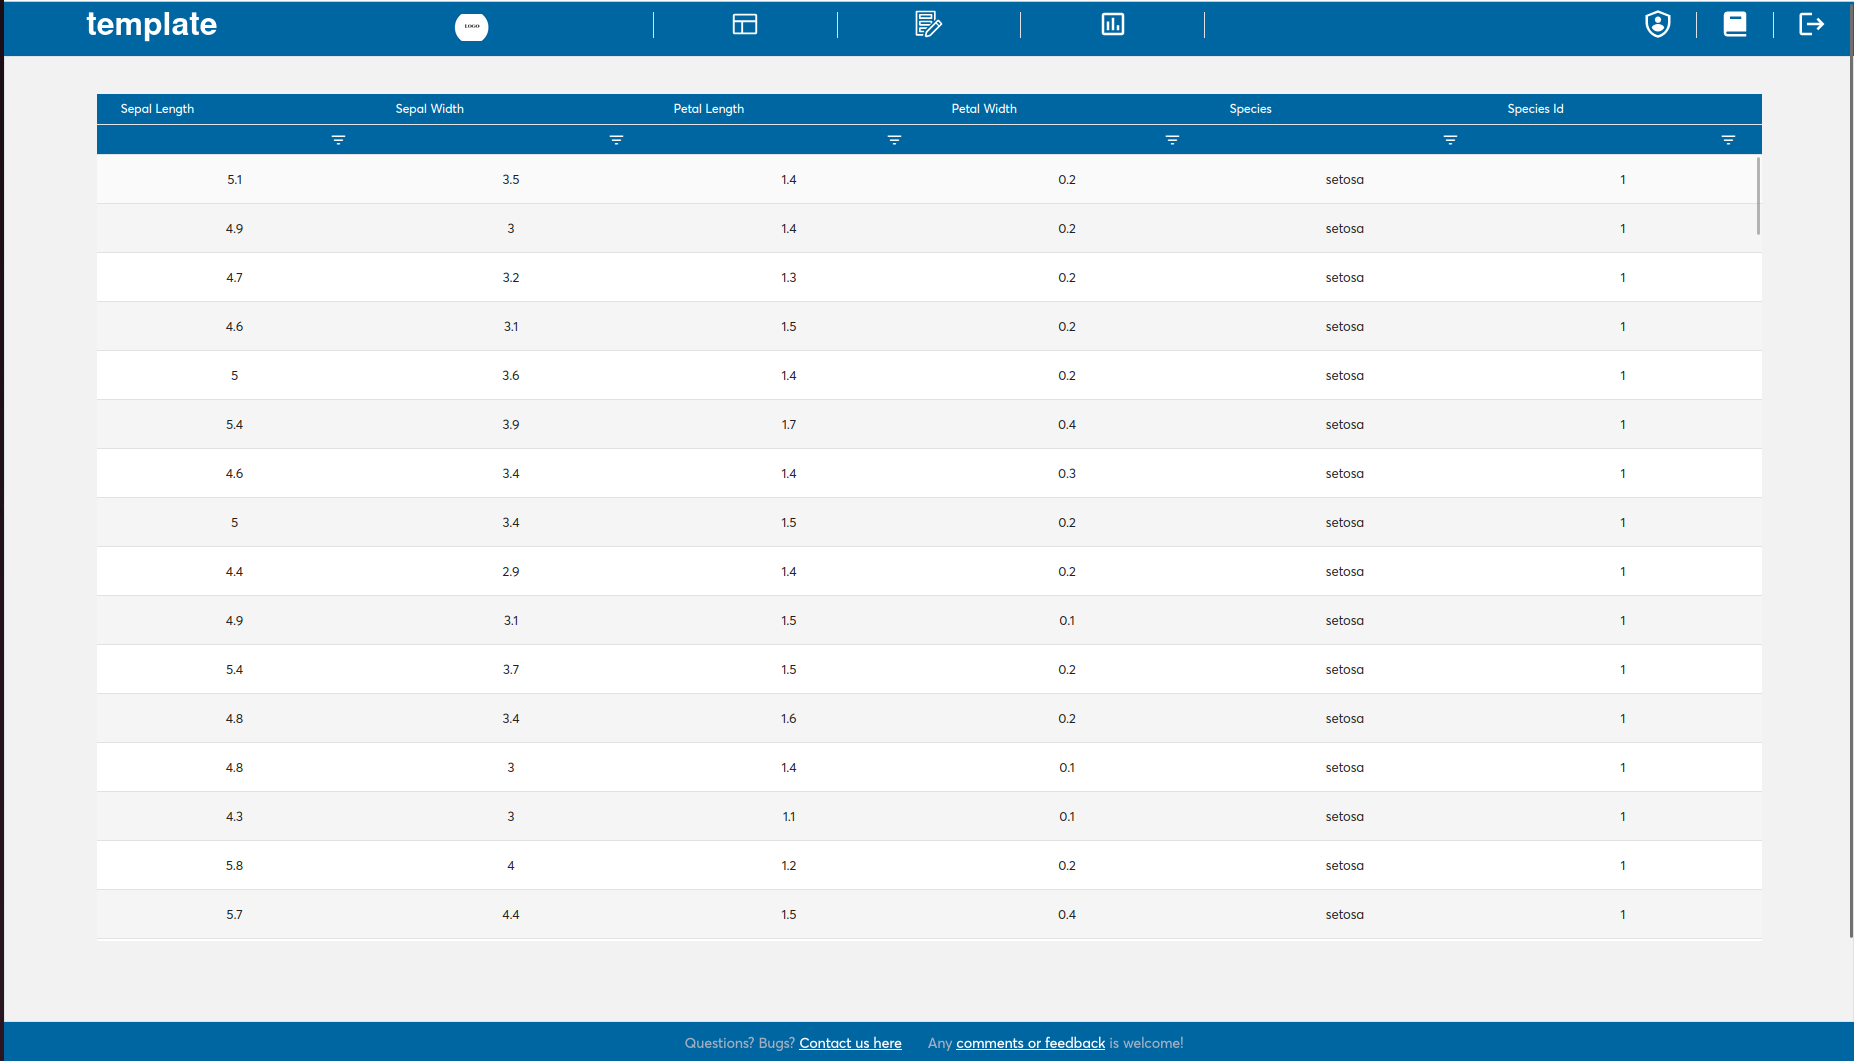 template LOGO
Sepal Length Sepal Width Petal Length Petal Width Species Species Id
5.1 3.5 1.4 0.2 setosa 1
4.9 3 1.4 0.2 setosa 1
4.7 3.2 1.3 0.2 setosa 1
4.6 3.1 1.5 0.2 setosa 1
5 3.6 1.4 0.2 setosa 1
5.4 3.9 1.7 0.4 setosa 1
4.6 3.4 1.4 0.3 setosa 1
5 3.4 1.5 0.2 setosa 1
4.4 2.9 1.4 0.2 setosa 1
4.9 3.1 1.5 0.1 setosa 1
5.4 3.7 1.5 0.2 setosa 1
4.8 3.4 1.6 0.2 setosa 1
4.8 3 1.4 0.1 setosa 1
4.3 3 1.1 0.1 setosa 1
5.8 4 1.2 0.2 setosa 1
5.7 4.4 1.5 0.4 setosa 1
Questions? Bugs? Contact us here Any comments or feedback is welcome!